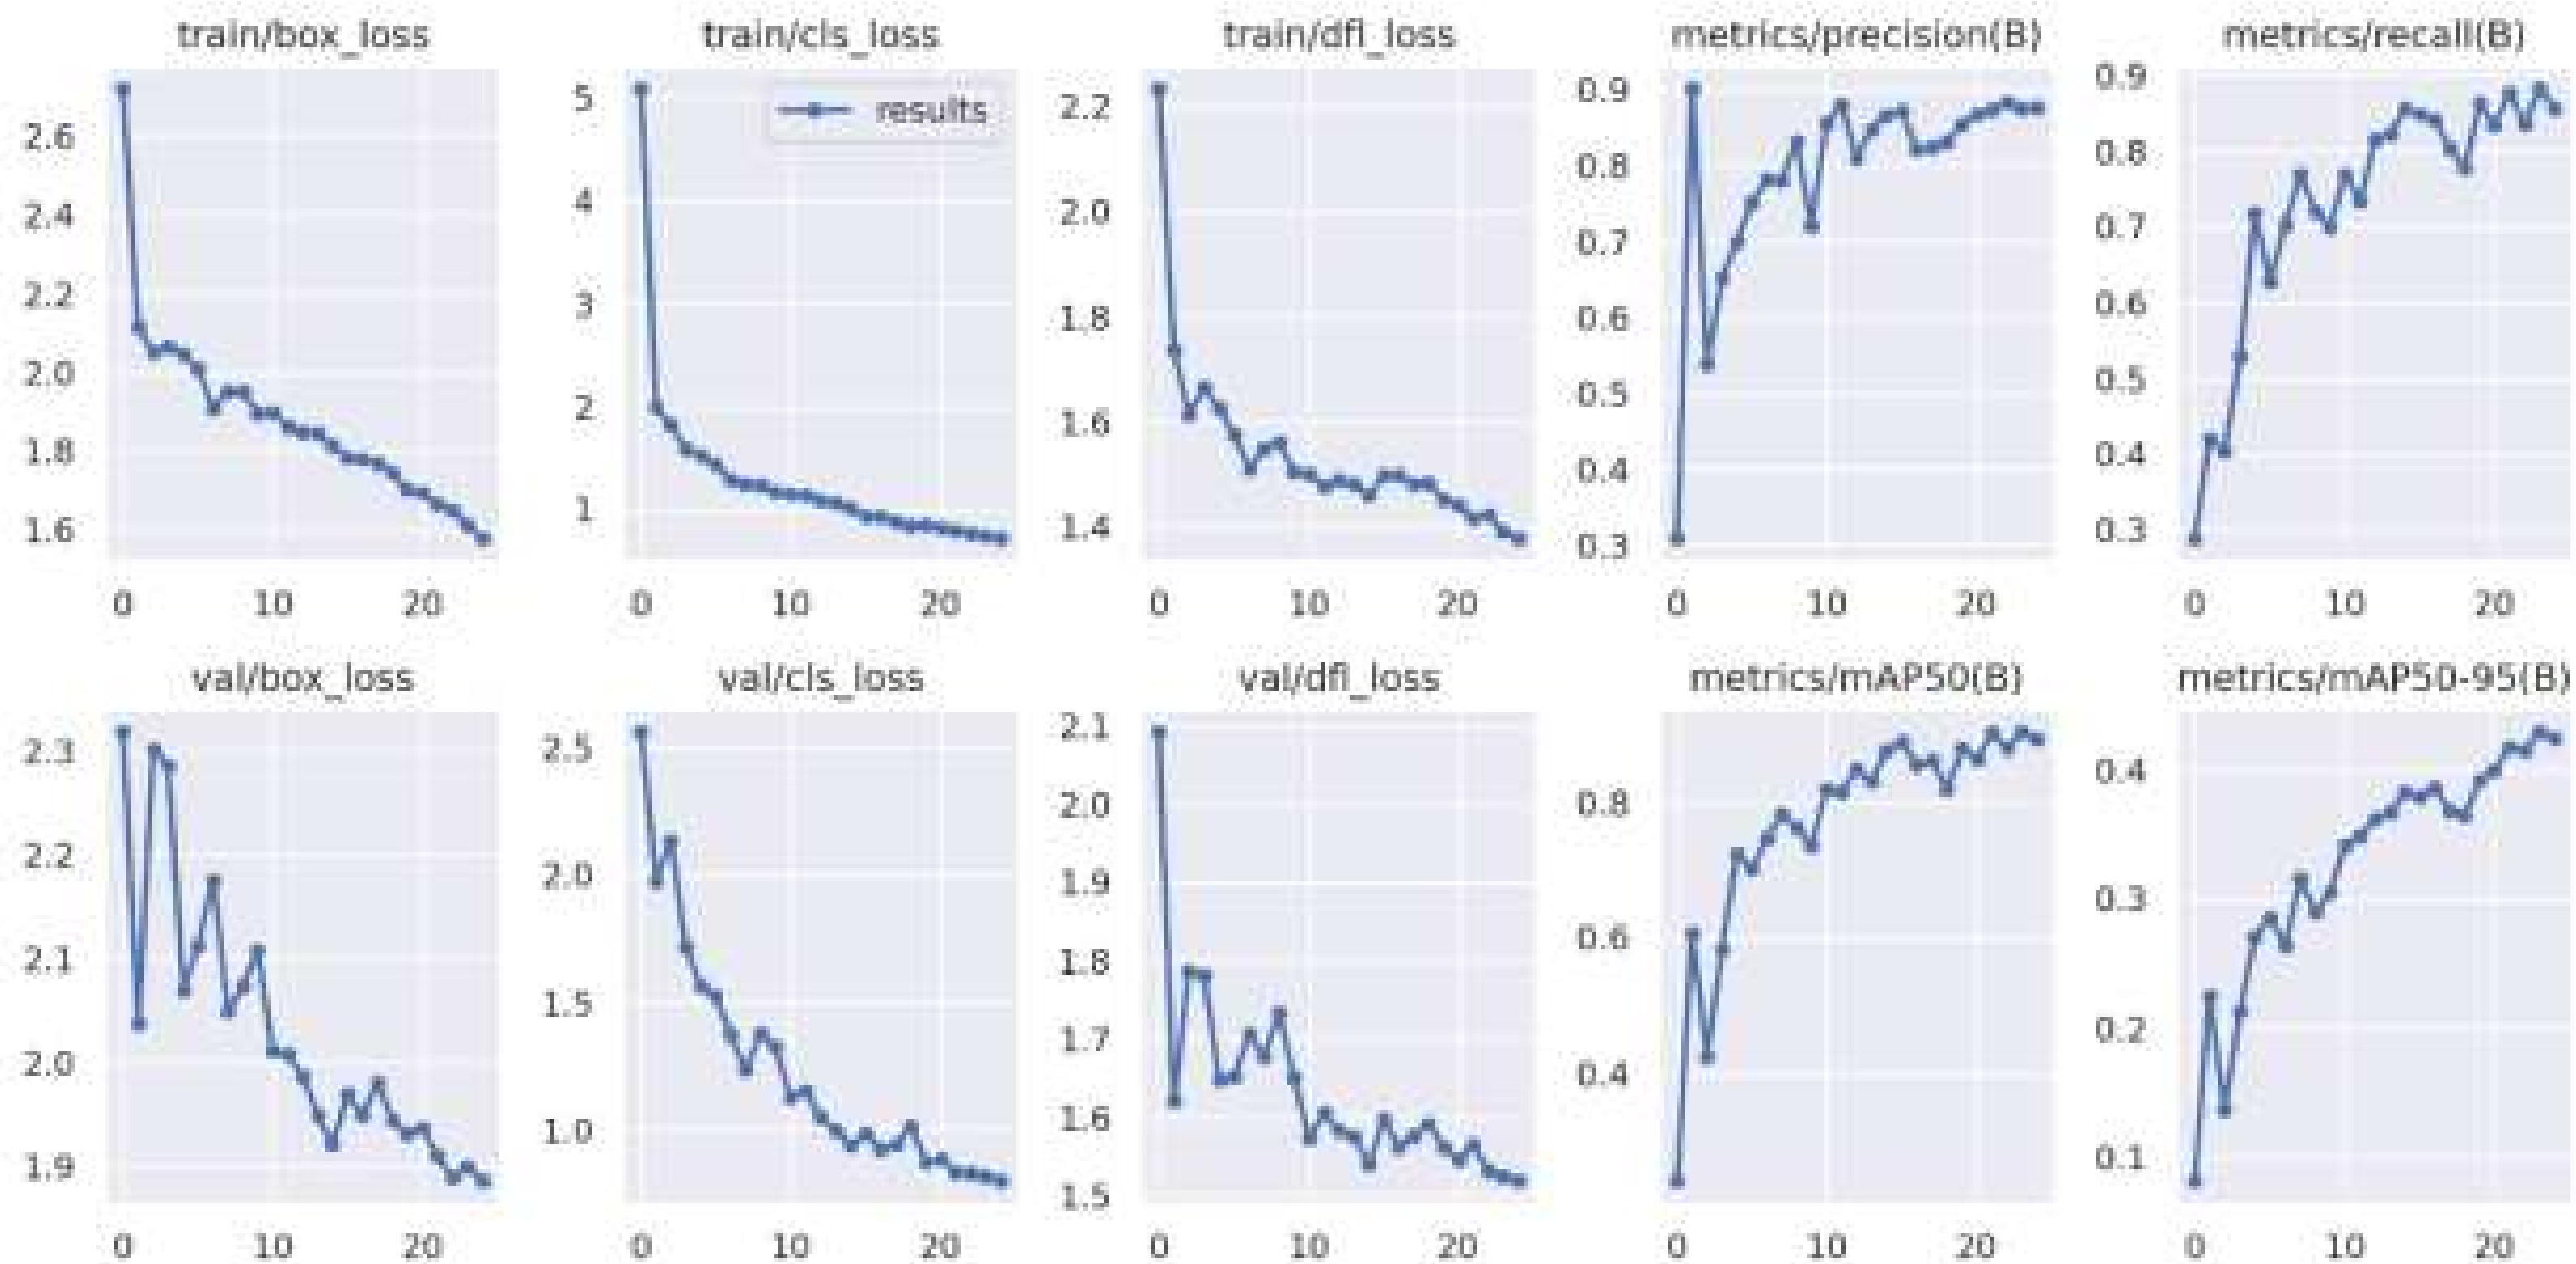 train/box_loss
train/cls_loss
train/dfl_loss
metrics/precision(B)
metrics/recall(B)
results
2.6
2.4
2.2
2.0
1.8
1.6
5
4
3
2
1
2.2
2.0
1.8
1.6
1.4
0.9
0.8
0.7
0.6
0.5
0.4
0.3
0.9
0.8
0.7
0.6
0.5
0.4
0.3
0 10 20
0 10 20
0 10 20
0 10 20
0 10 20
val/box_loss
val/cls_loss
val/dfl_loss
metrics/mAP50(B)
metrics/mAP50-95(B)
2.3
2.2
2.1
2.0
1.9
2.5
2.0
1.5
1.0
2.1
2.0
1.9
1.8
1.7
1.6
1.5
0.8
0.6
0.4
0.4
0.3
0.2
0.1
0 10 20
0 10 20
0 10 20
0 10 20
0 10 20